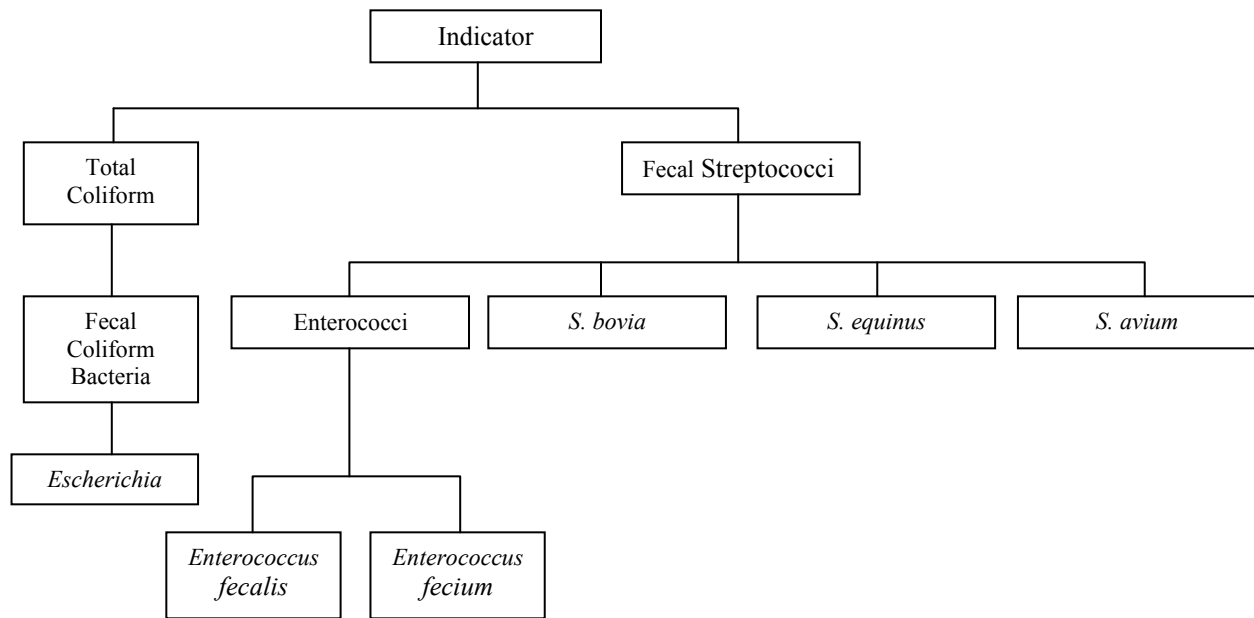 Indicator
Total
Coliform
Fecal Streptococci
Fecal
Coliform
Bacteria
Enterococci
S. bovia
S. equinus
S. avium
Escherichia
Enterococcus
fecalis
Enterococcus
fecium